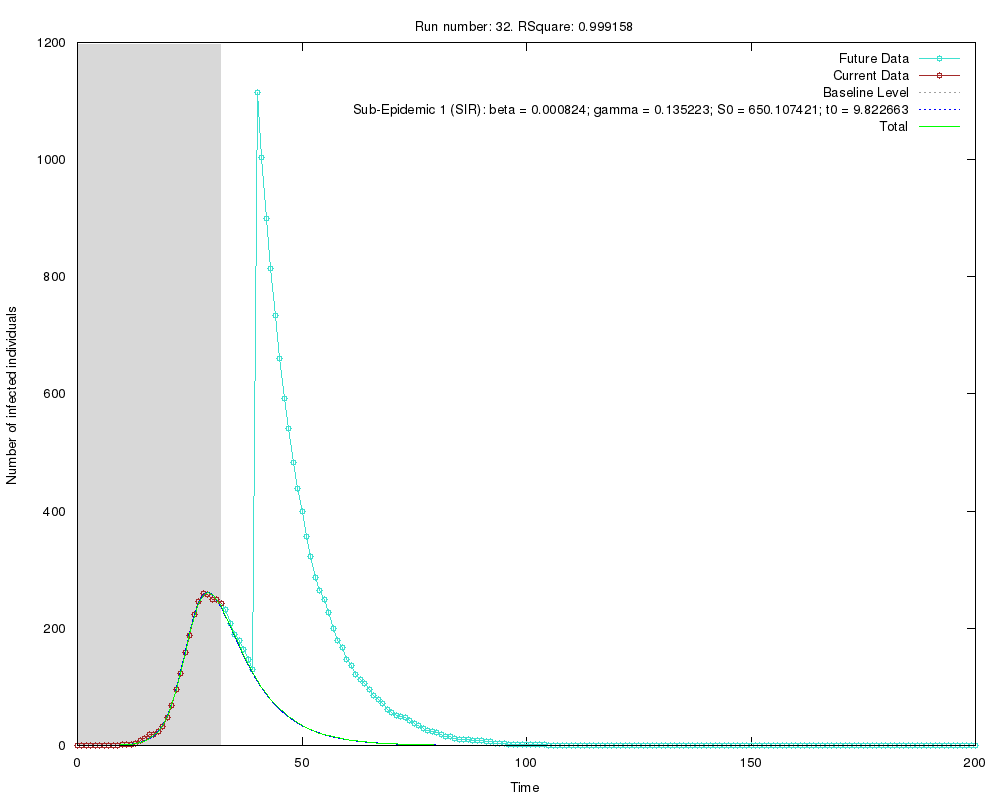 Run number: 32. RSquare: 0.999158
1200
1000
800
600
400
200
0
Number of infected individuals
Future Data
Current Data
Baseline Level
Sub-Epidemic 1 (SIR): beta = 0.000824; gamma = 0.135223; S0 = 650.107421; t0 = 9.822663
Total
0
50
100
150
200
Time